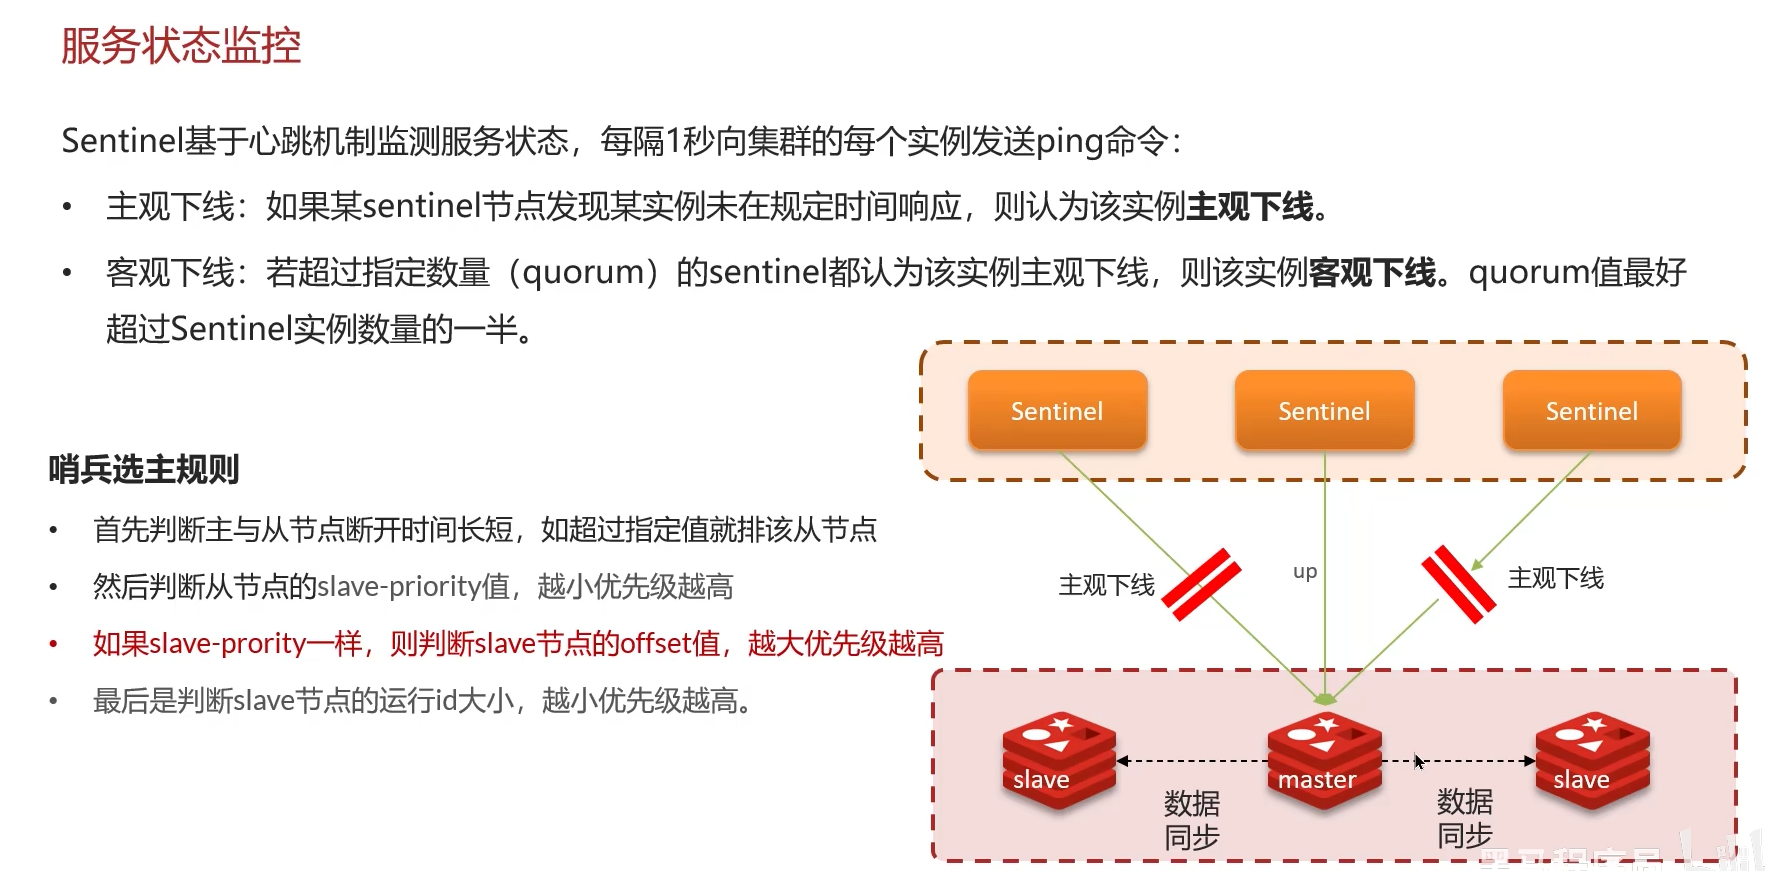 服务状态监控
Sentinel基于心跳机制监测服务状态，每隔1秒向集群的每个实例发送ping命令：
• 主观下线：如果某sentinel节点发现某实例未在规定时间响应，则认为该实例主观下线。
• 客观下线：若超过指定数量（quorum）的sentinel都认为该实例主观下线，则该实例客观下线。quorum值最好
超过Sentinel实例数量的一半。
哨兵选主规则
• 首先判断主与从节点断开时间长短，如超过指定值就排该从节点
• 然后判断从节点的slave-priority值，越小优先级越高
• 如果slave-prority一样，则判断slave节点的offset值，越大优先级越高
• 最后是判断slave节点的运行id大小，越小优先级越高。
Sentinel
Sentinel
Sentinel
主观下线
up
主观下线
slave
master
slave
数据
同步
数据
同步
黑马程序员